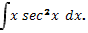 ∫x sec²x dx.